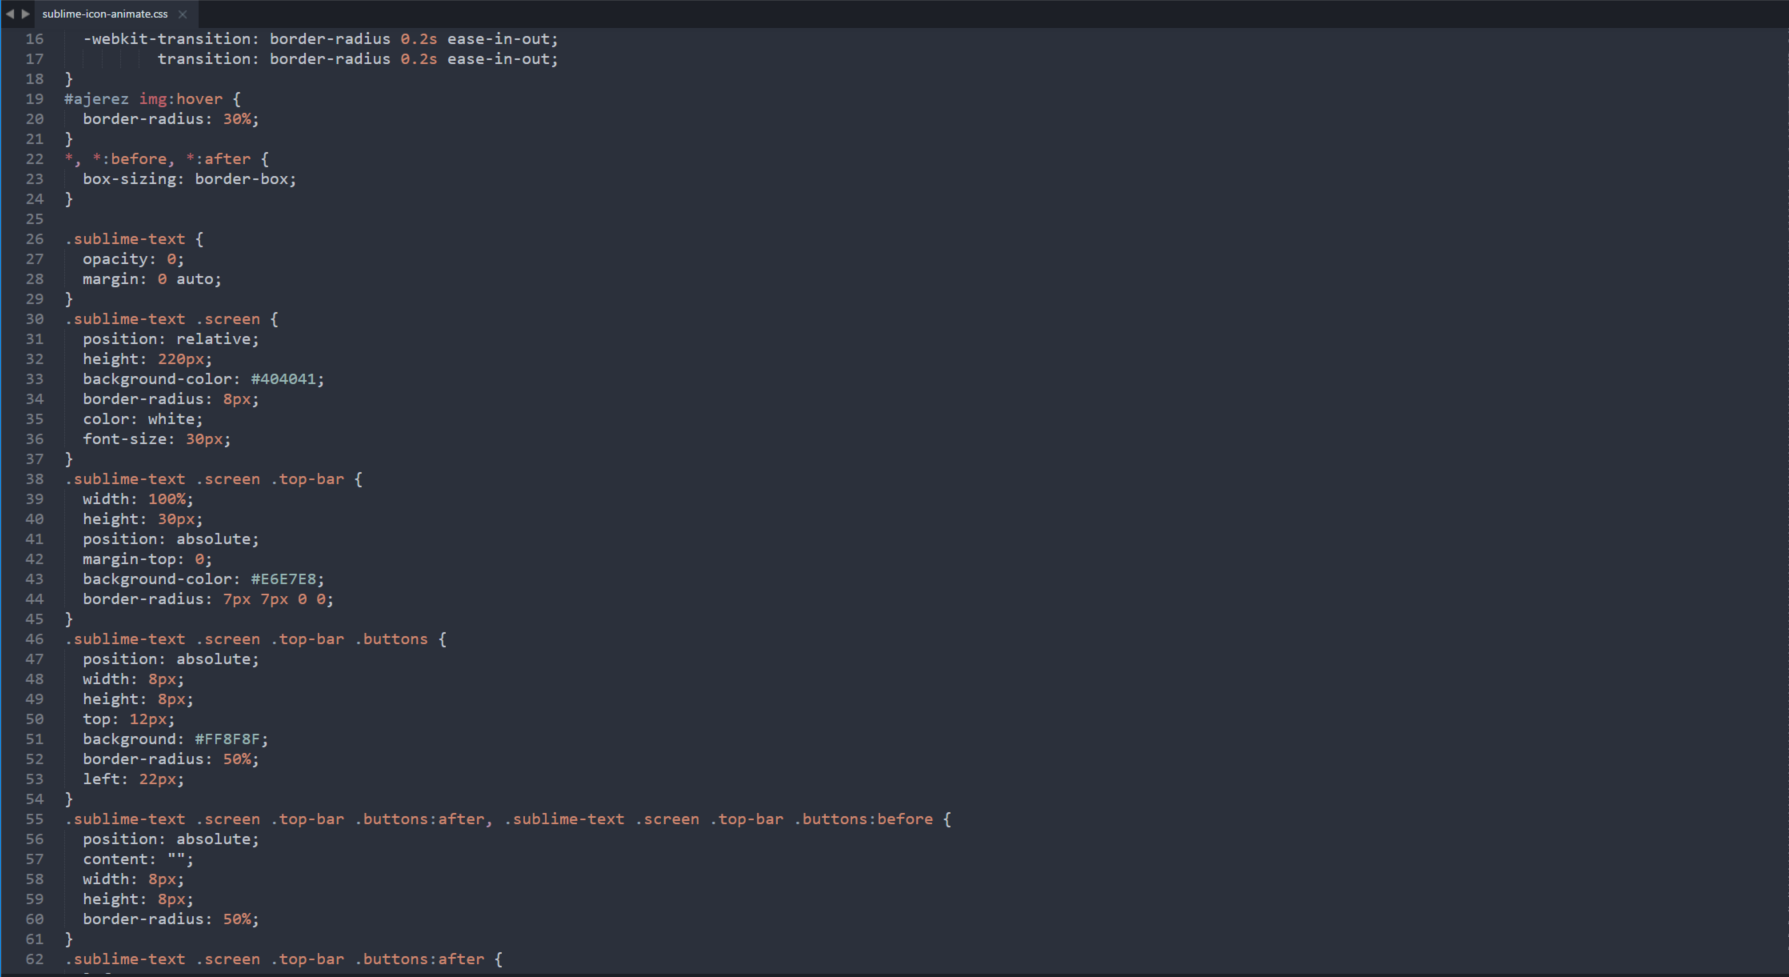 sublime-icon-animate.css
16 -webkit-transition: border-radius 0.2s ease-in-out;
17 transition: border-radius 0.2s ease-in-out;
18 }
19 #ajerez img:hover {
20 border-radius: 30%;
21 }
22 *, *:before, *:after {
23 box-sizing: border-box;
24 }
25
26 .sublime-text {
27 opacity: 0;
28 margin: 0 auto;
29 }
30 .sublime-text .screen {
31 position: relative;
32 height: 220px;
33 background-color: #404041;
34 border-radius: 8px;
35 color: white;
36 font-size: 30px;
37 }
38 .sublime-text .screen .top-bar {
39 width: 100%;
40 height: 30px;
41 position: absolute;
42 margin-top: 0;
43 background-color: #E6E7E8;
44 border-radius: 7px 7px 0 0;
45 }
46 .sublime-text .screen .top-bar .buttons {
47 position: absolute;
48 width: 8px;
49 height: 8px;
50 top: 12px;
51 background: #FF8F8F;
52 border-radius: 50%;
53 left: 22px;
54 }
55 .sublime-text .screen .top-bar .buttons:after, .sublime-text .screen .top-bar .buttons:before {
56 position: absolute;
57 content: "";
58 width: 8px;
59 height: 8px;
60 border-radius: 50%;
61 }
62 .sublime-text .screen .top-bar .buttons:after {